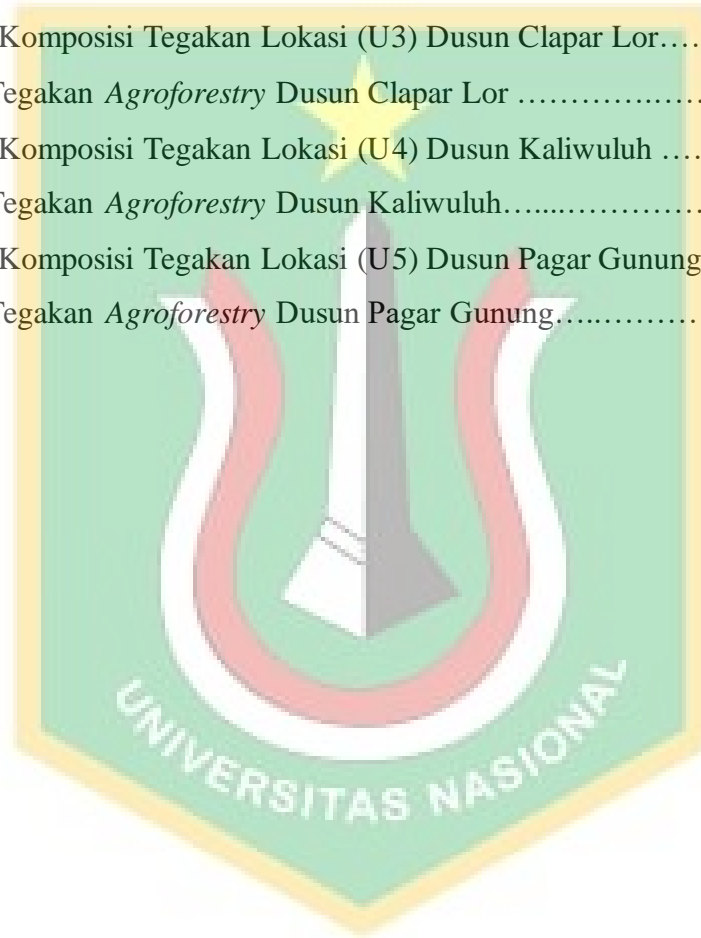 Komposisi Tegakan Lokasi (U3) Dusun Clapar Lor…..
Tegakan Agroforestry Dusun Clapar Lor ………….…..
Komposisi Tegakan Lokasi (U4) Dusun Kaliwuluh ….
Tegakan Agroforestry Dusun Kaliwuluh…...………….
Komposisi Tegakan Lokasi (U5) Dusun Pagar Gunung
Tegakan Agroforestry Dusun Pagar Gunung…..………
UNIVERSITAS NASIONAL